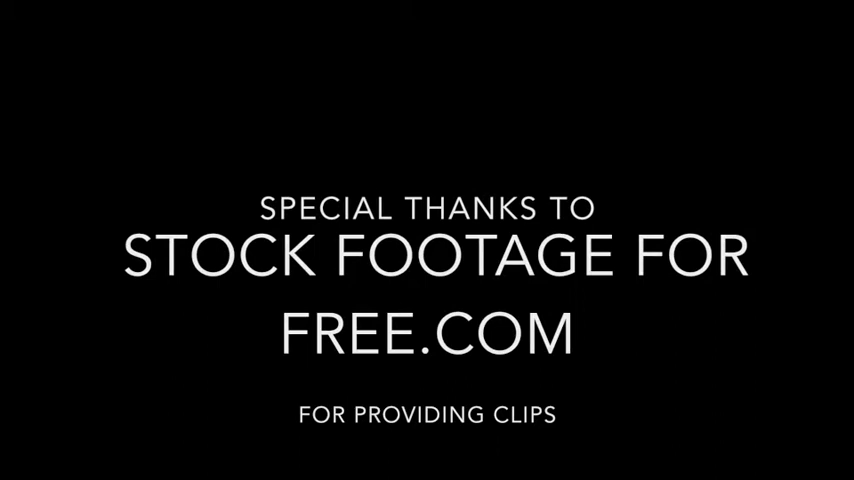 SPECIAL THANKS TO
STOCK FOOTAGE FOR
FREE.COM
FOR PROVIDING CLIPS